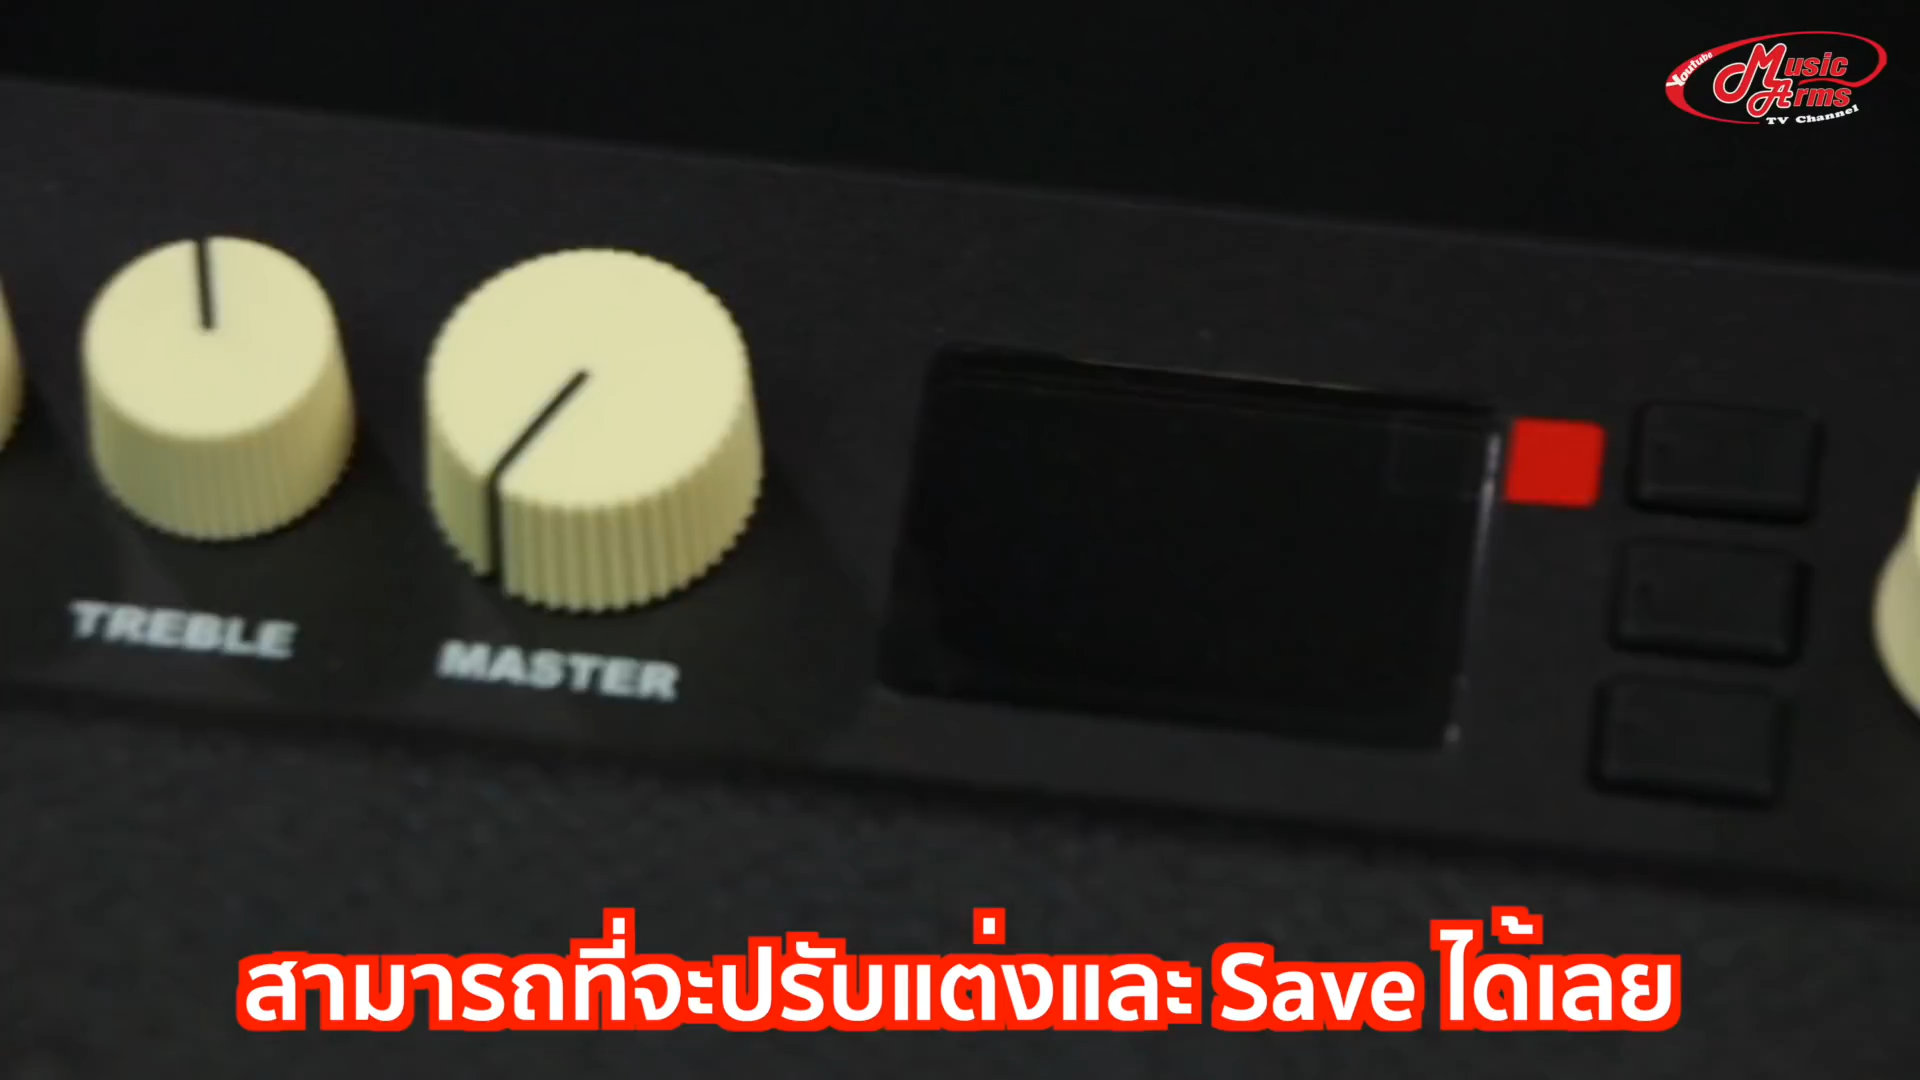 Youtube
Music
Arms
TV Channel
TREBLE
MASTER
สามารถที่จะปรับแต่งและ Save ได้เลย